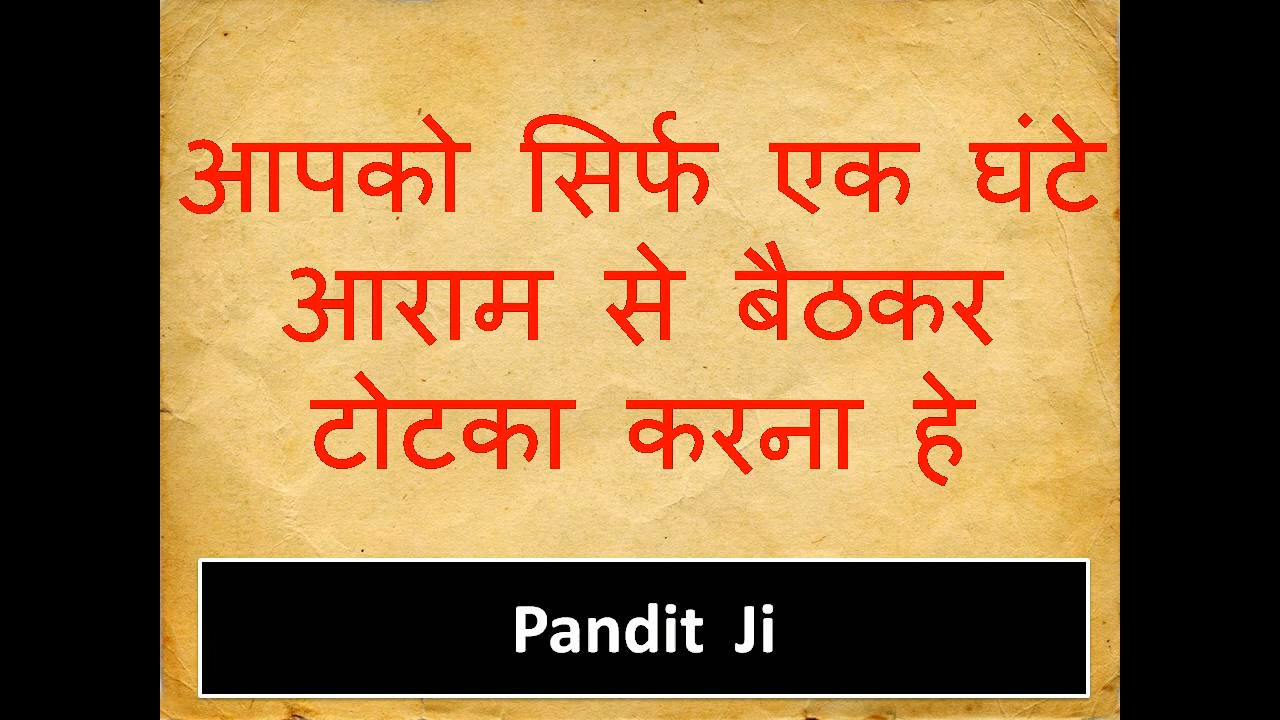 आपको सिर्फ एक घंटे
आराम से बैठकर
टोटका करना हे
Pandit Ji